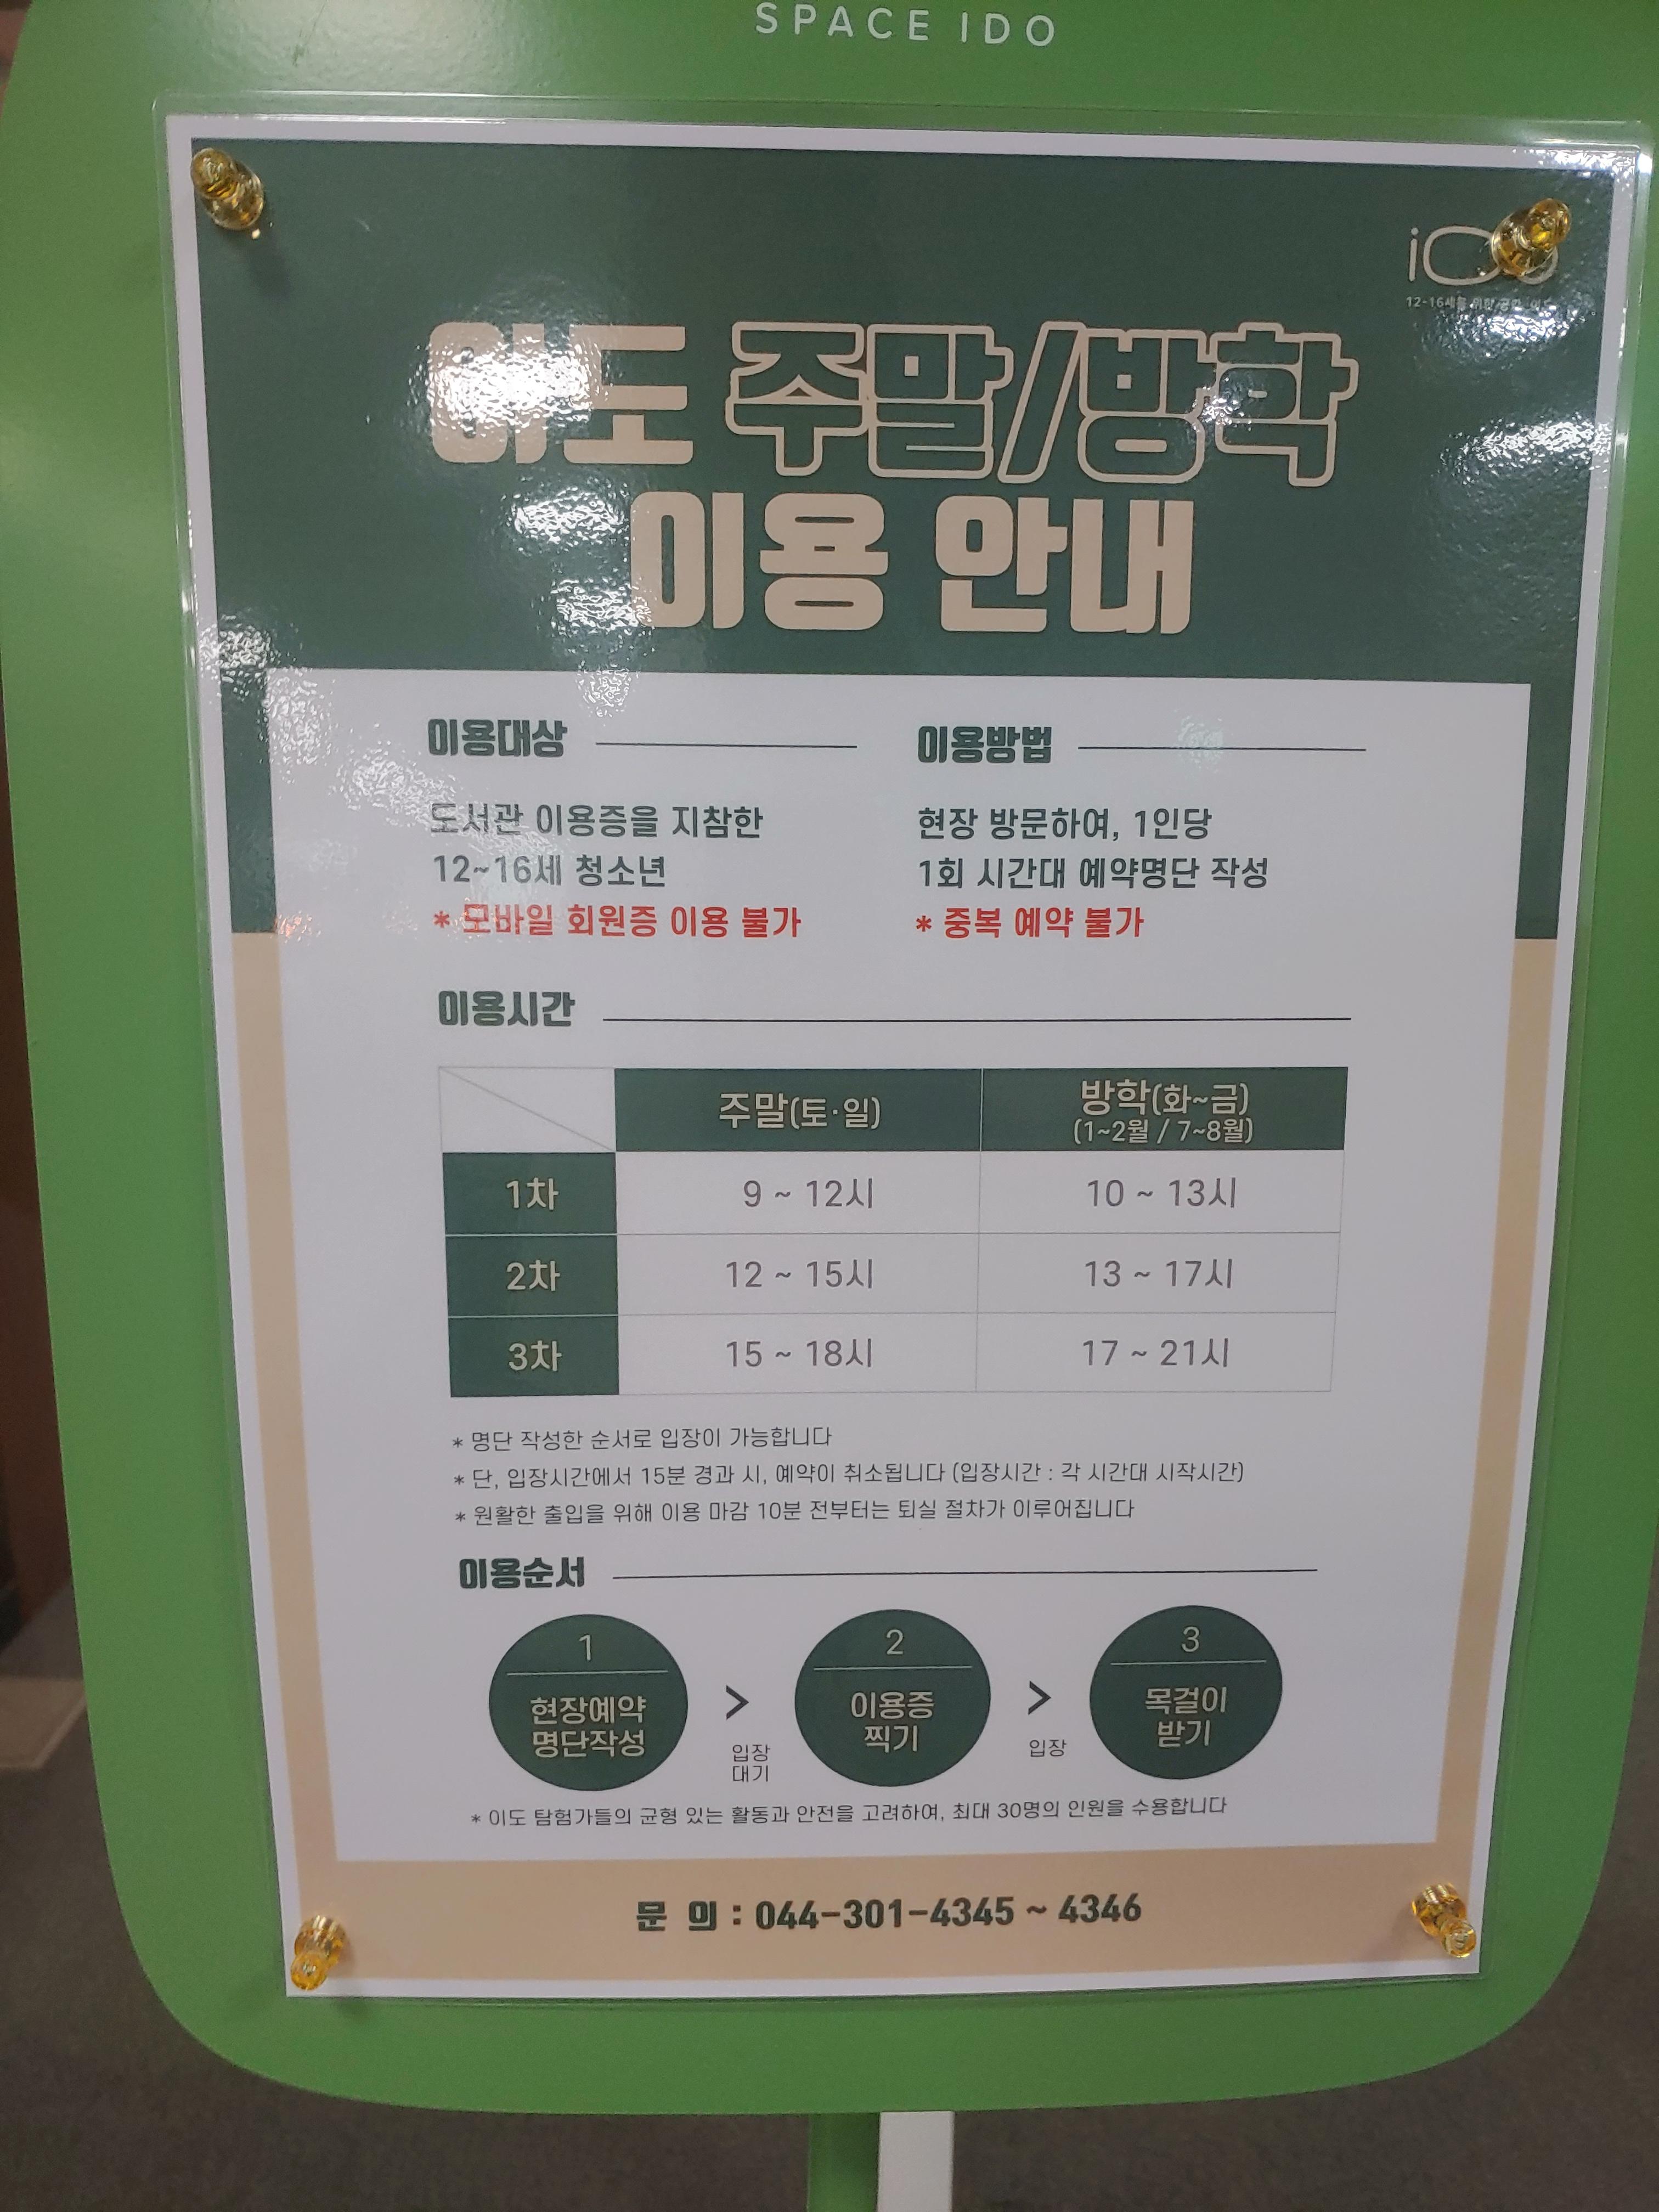 SPACE IDO
12~16세를 위한
이도 주말/방학
이용 안내
이용대상
도서관 이용증을 지참한
12~16세 청소년
* 모바일 회원증 이용 불가
이용방법
현장 방문하여, 1인당
1회 시간대 예약명단 작성
* 중복 예약 불가
이용시간
주말(토·일) 방학(화~금)
(1~2월 / 7~8월)
1차 9 ~ 12시 10 ~ 13시
2차 12 ~ 15시 13 ~ 17시
3차 15 ~ 18시 17 ~ 21시
* 명단 작성한 순서로 입장이 가능합니다
* 단, 입장시간에서 15분 경과 시, 예약이 취소됩니다 (입장시간 : 각 시간대 시작시간)
* 원활한 출입을 위해 이용 마감 10분 전부터는 퇴실 절차가 이루어집니다
이용순서
1
현장예약
명단작성
>
입장
대기
2
이용증
찍기
>
입장
3
목걸이
받기
* 이도 탐험가들의 균형 있는 활동과 안전을 고려하여, 최대 30명의 인원을 수용합니다
문 의 : 044-301-4345 ~ 4346